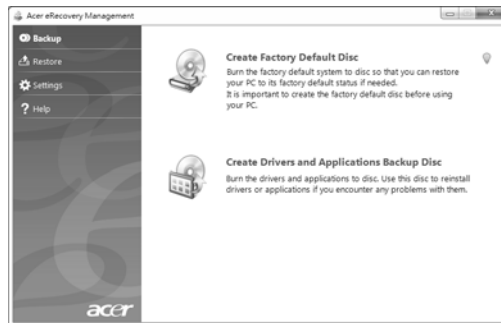 Acer eRecovery Management
Backup
Restore
Settings
Help
Create Factory Default Disc
Burn the factory default system to disc so that you can restore
your PC to its factory default status if needed.
It is important to create the factory default disc before using
your PC.
Create Drivers and Applications Backup Disc
Burn the drivers and applications to disc. Use this disc to reinstall
drivers or applications if you encounter any problems with them.
acer